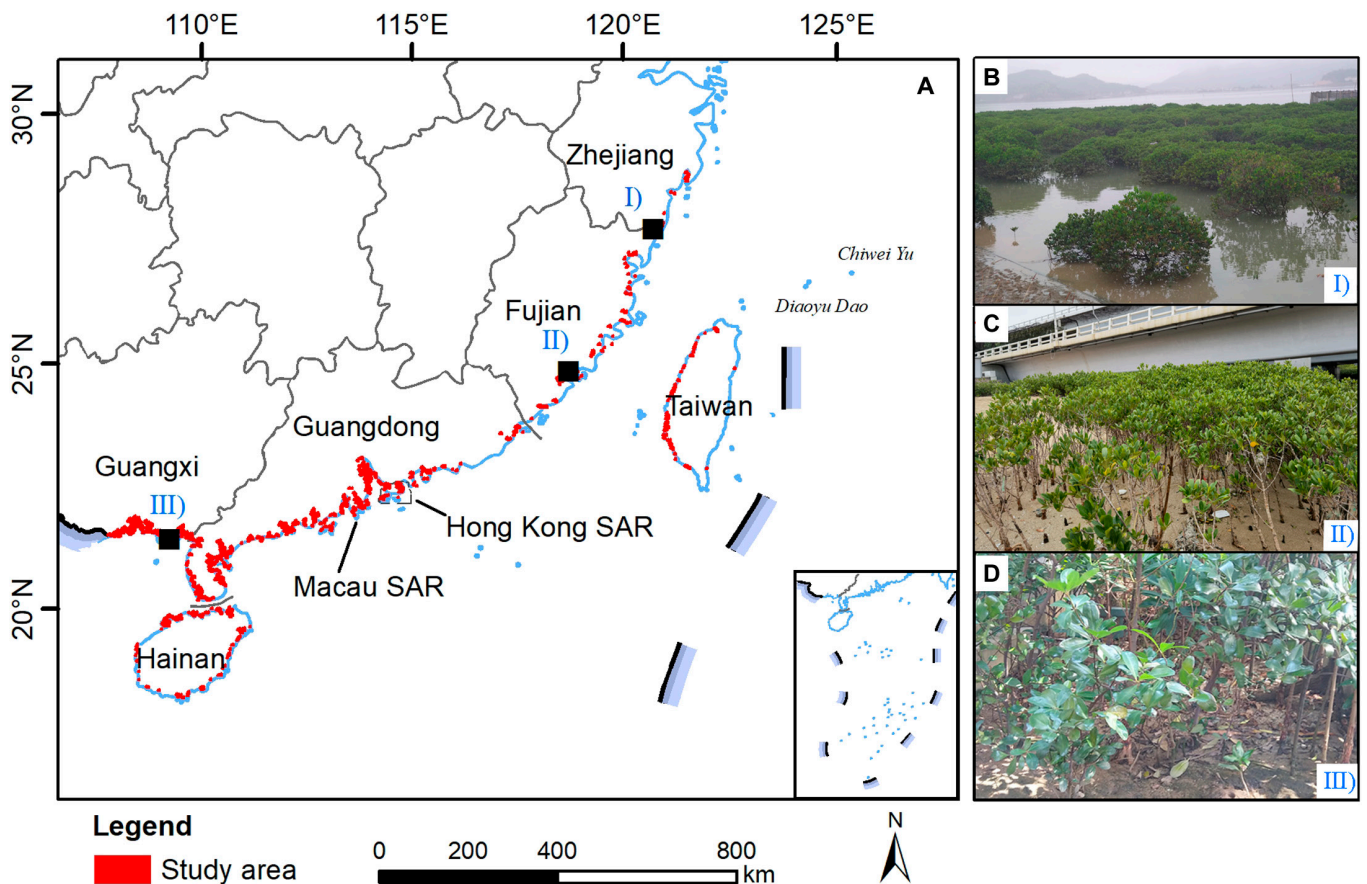 110°E 115°E 120°E 125°E
30°N
25°N
20°N
A
Zhejiang
I)
Chiwei Yu
Diaoyu Dao
Fujian
II)
Taiwan
Guangdong
Guangxi
III)
Hong Kong SAR
Macau SAR
Hainan
B
I)
C
II)
D
III)
Legend
Study area
0 200 400 800
km
N